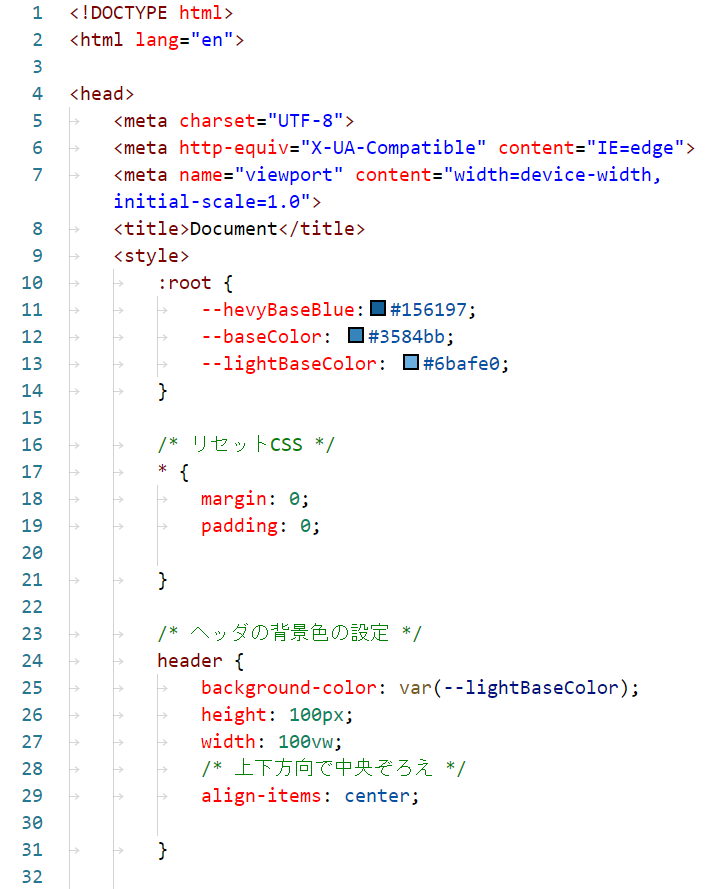 1 <!DOCTYPE html>
2 <html lang="en">
3
4 <head>
5 <meta charset="UTF-8">
6 <meta http-equiv="X-UA-Compatible" content="IE=edge">
7 <meta name="viewport" content="width=device-width,
initial-scale=1.0">
8 <title>Document</title>
9 <style>
10 :root {
11 --hevyBaseBlue:#156197;
12 --baseColor: #3584bb;
13 --lightBaseColor: #6bafe0;
14 }
15
16 /* リセットCSS */
17 * {
18 margin: 0;
19 padding: 0;
20
21 }
22
23 /* ヘッダの背景色の設定 */
24 header {
25 background-color: var(--lightBaseColor);
26 height: 100px;
27 width: 100vw;
28 /* 上下方向で中央ぞろえ */
29 align-items: center;
30
31 }
32